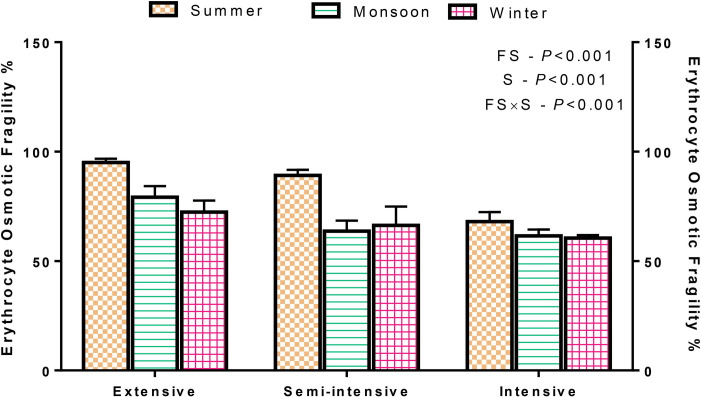 Summer Monsoon Winter
Erythrocyte Osmotic Fragility %
150
100
50
0
FS - P<0.001
S - P<0.001
FS×S - P<0.001
150
100
50
0
Erythrocyte Osmotic Fragility %
Extensive Semi-intensive Intensive